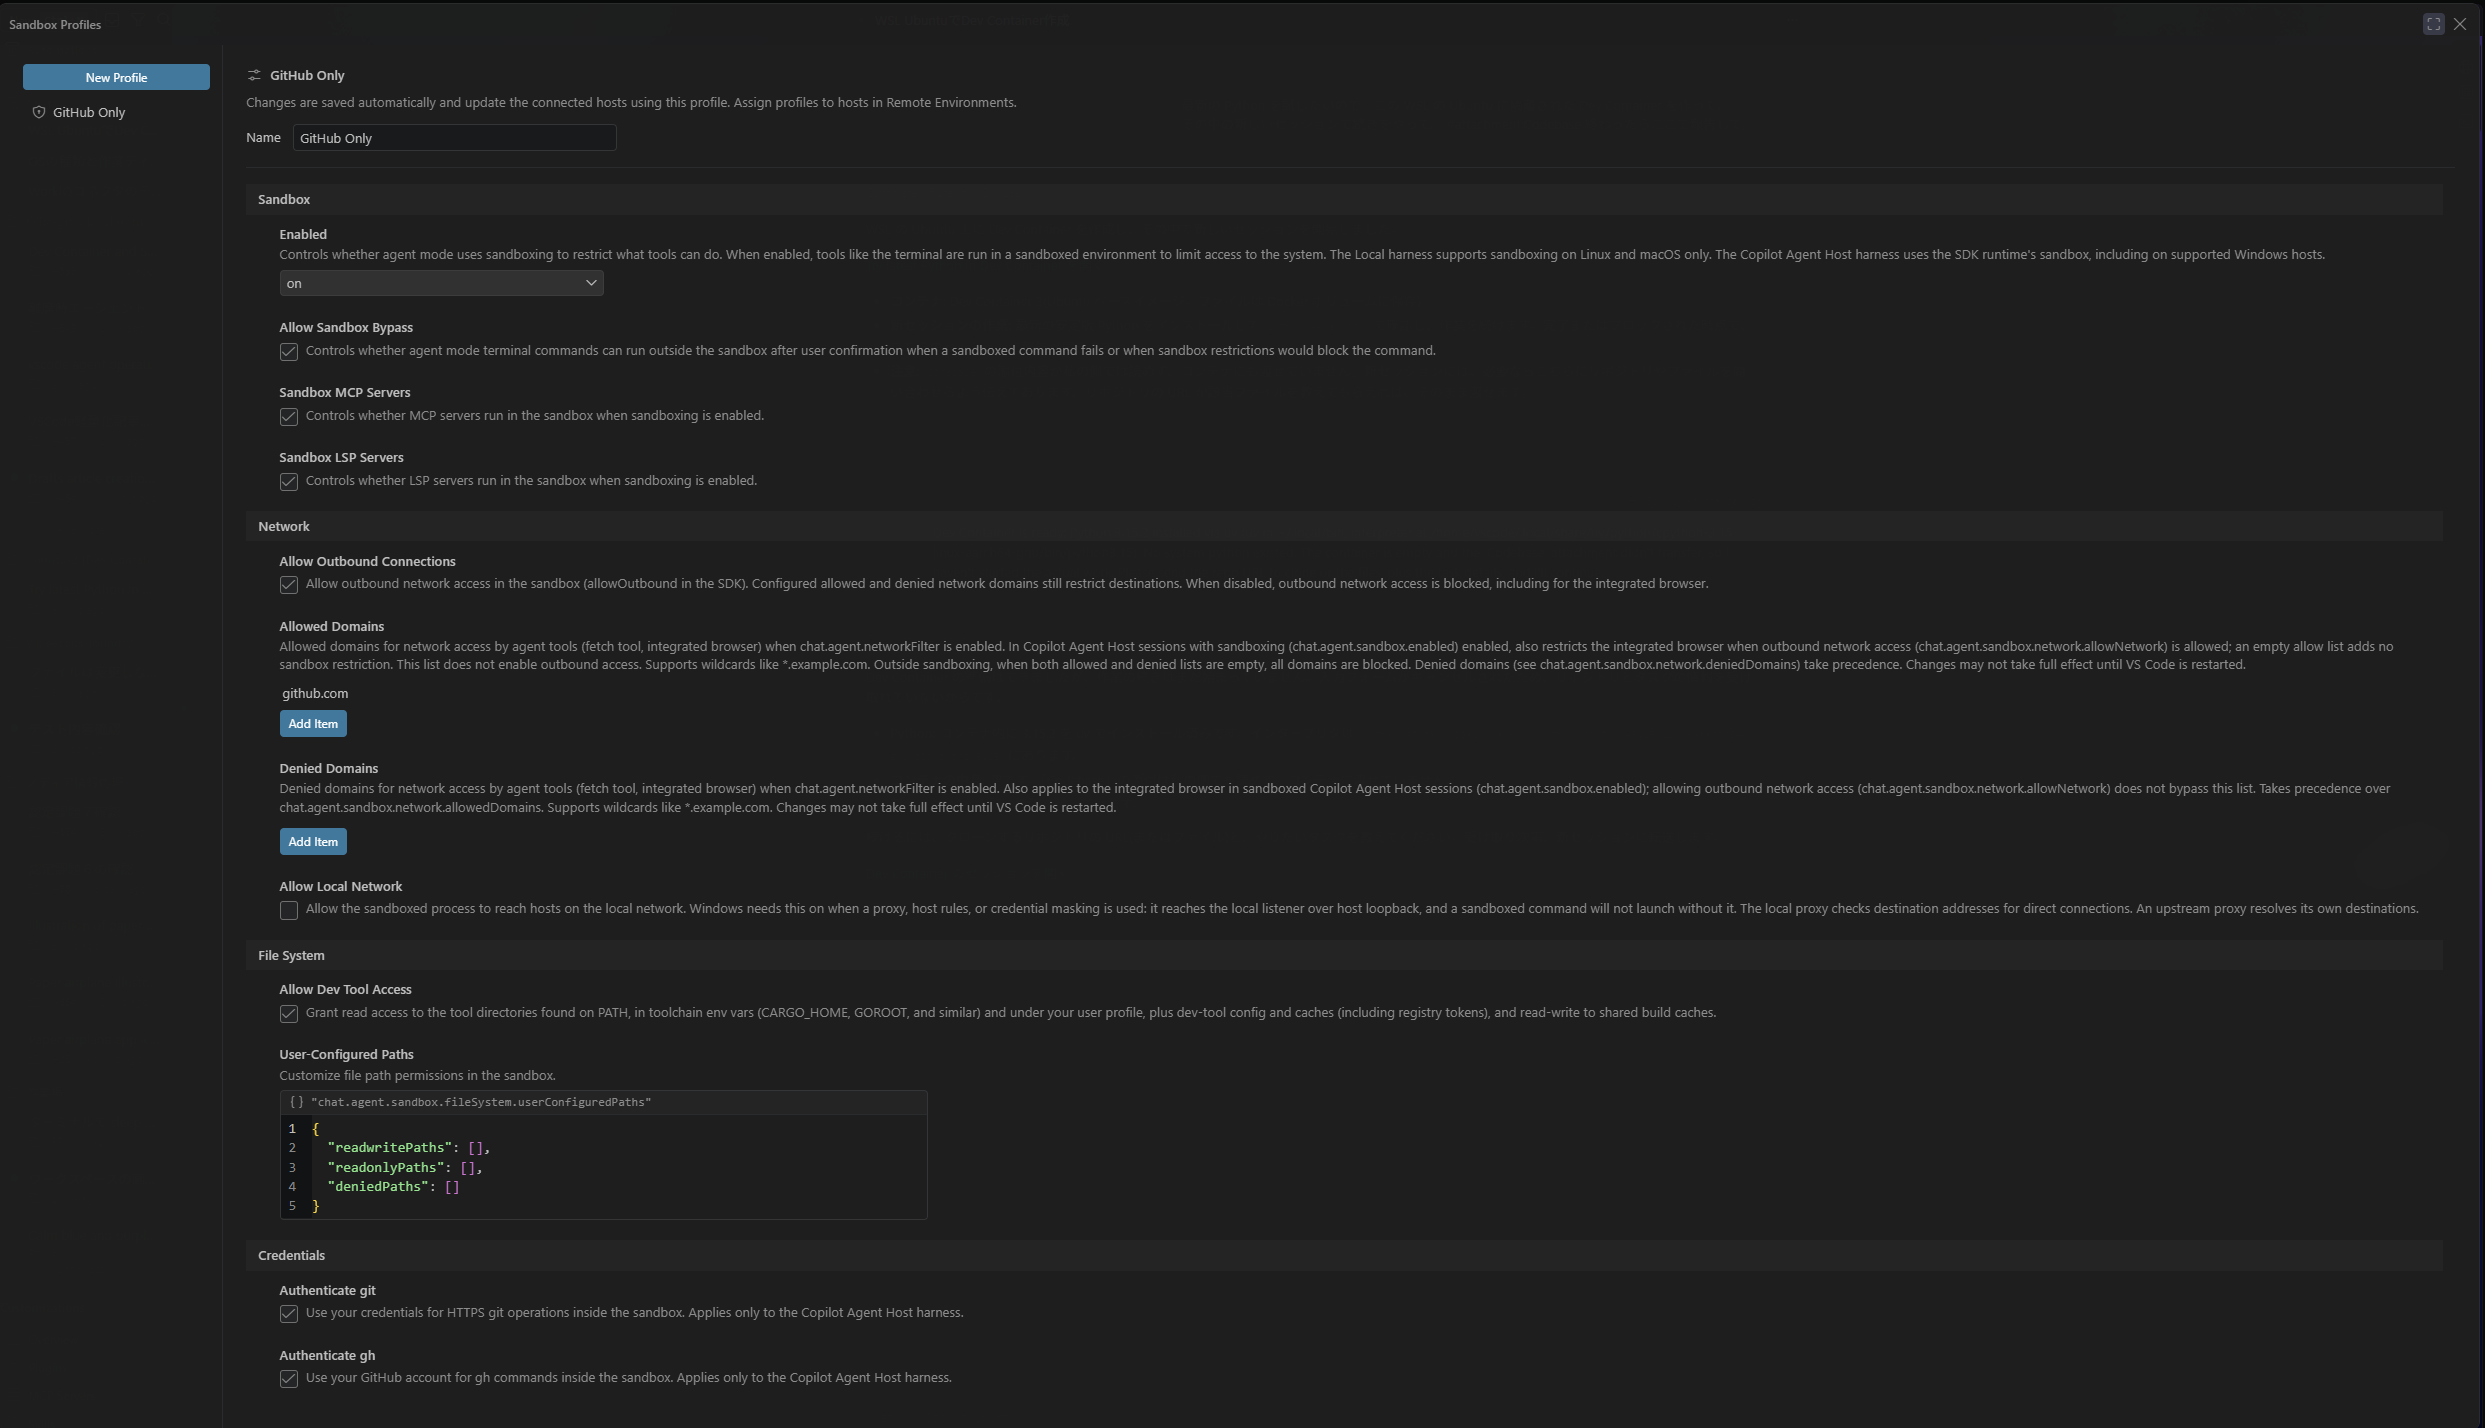 Sandbox Profiles
New Profile
GitHub Only
GitHub Only
Changes are saved automatically and update the connected hosts using this profile. Assign profiles to hosts in Remote Environments.
Name
GitHub Only
Sandbox
Enabled
Controls whether agent mode uses sandboxing to restrict what tools can do. When enabled, tools like the terminal are run in a sandboxed environment to limit access to the system. The Local harness supports sandboxing on Linux and macOS only. The Copilot Agent Host harness uses the SDK runtime's sandbox, including on supported Windows hosts.
on
Allow Sandbox Bypass
Controls whether agent mode terminal commands can run outside the sandbox after user confirmation when a sandboxed command fails or when sandbox restrictions would block the command.
Sandbox MCP Servers
Controls whether MCP servers run in the sandbox when sandboxing is enabled.
Sandbox LSP Servers
Controls whether LSP servers run in the sandbox when sandboxing is enabled.
Network
Allow Outbound Connections
Allow outbound network access in the sandbox (allowOutbound in the SDK). Configured allowed and denied network domains still restrict destinations. When disabled, outbound network access is blocked, including for the integrated browser.
Allowed Domains
Allowed domains for network access by agent tools (fetch tool, integrated browser) when chat.agent.networkFilter is enabled. In Copilot Agent Host sessions with sandboxing (chat.agent.sandbox.enabled) enabled, also restricts the integrated browser when outbound network access (chat.agent.sandbox.network.allowNetwork) is allowed; an empty allow list adds no
sandbox restriction. This list does not enable outbound access. Supports wildcards like *.example.com. Outside sandboxing, when both allowed and denied lists are empty, all domains are blocked. Denied domains (see chat.agent.sandbox.network.deniedDomains) take precedence. Changes may not take full effect until VS Code is restarted.
github.com
Add Item
Denied Domains
Denied domains for network access by agent tools (fetch tool, integrated browser) when chat.agent.networkFilter is enabled. Also applies to the integrated browser in sandboxed Copilot Agent Host sessions (chat.agent.sandbox.enabled); allowing outbound network access (chat.agent.sandbox.network.allowNetwork) does not bypass this list. Takes precedence over
chat.agent.sandbox.network.allowedDomains. Supports wildcards like *.example.com. Changes may not take full effect until VS Code is restarted.
Add Item
Allow Local Network
Allow the sandboxed process to reach hosts on the local network. Windows needs this on when a proxy, host rules, or credential masking is used: it reaches the local listener over host loopback, and a sandboxed command will not launch without it. The local proxy checks destination addresses for direct connections. An upstream proxy resolves its own destinations.
File System
Allow Dev Tool Access
Grant read access to the tool directories found on PATH, in toolchain env vars (CARGO_HOME, GOROOT, and similar) and under your user profile, plus dev-tool config and caches (including registry tokens), and read-write to shared build caches.
User-Configured Paths
Customize file path permissions in the sandbox.
{} "chat.agent.sandbox.fileSystem.userConfiguredPaths"
1 {
2 "readwritePaths": [],
3 "readonlyPaths": [],
4 "deniedPaths": []
5 }
Credentials
Authenticate git
Use your credentials for HTTPS git operations inside the sandbox. Applies only to the Copilot Agent Host harness.
Authenticate gh
Use your GitHub account for gh commands inside the sandbox. Applies only to the Copilot Agent Host harness.